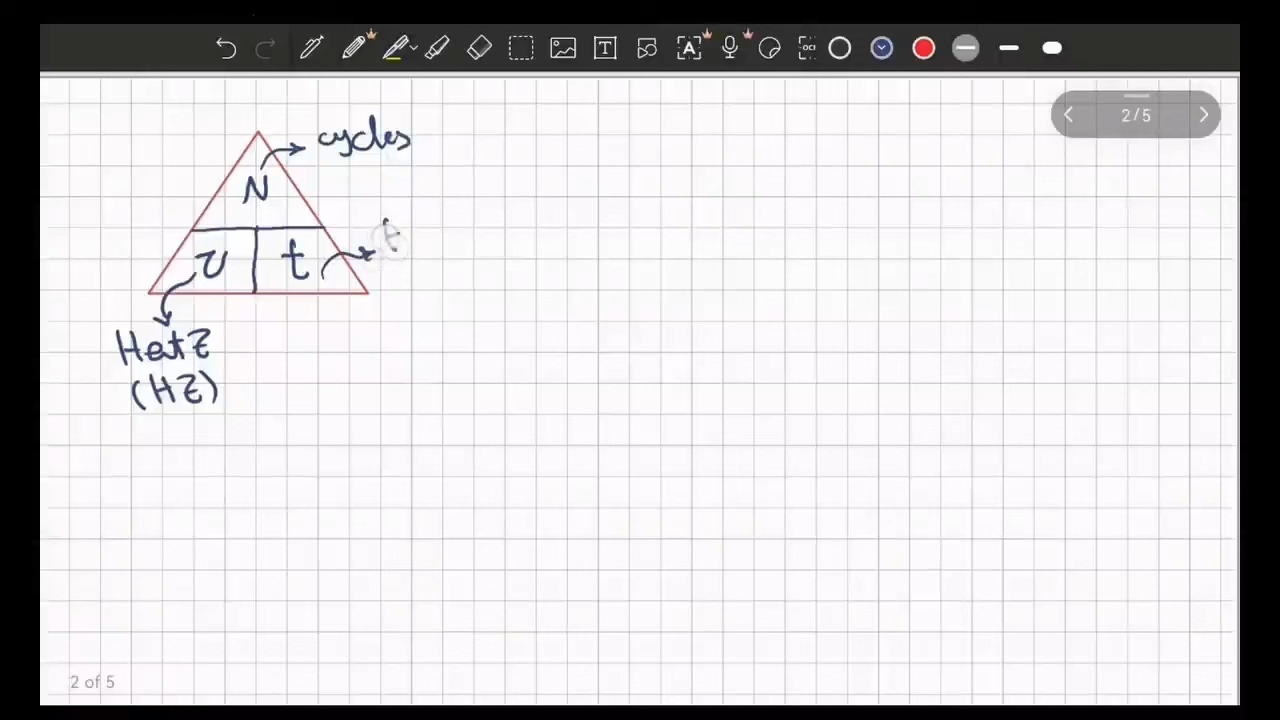 cycles
N
υ t
HertZ
(HZ)
2/5
2 of 5